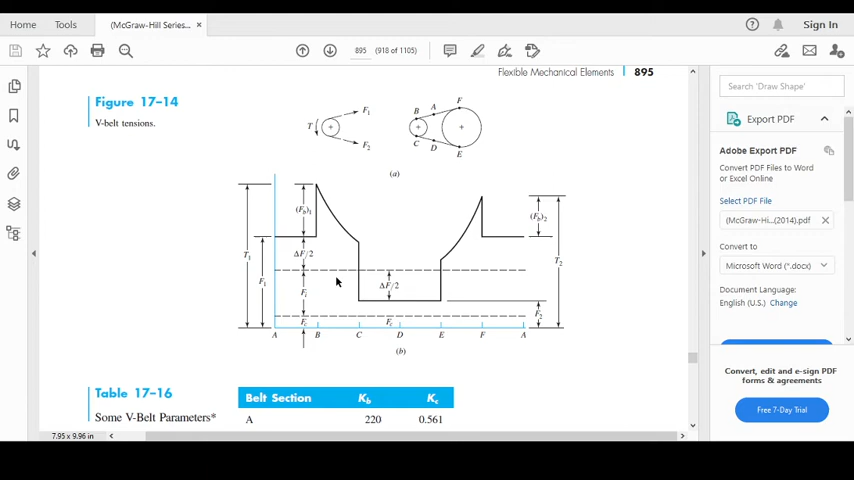 Home Tools (McGraw-Hill Series... × Sign In
895 (918 of 1105)
Flexible Mechanical Elements 895
Figure 17–14
V-belt tensions.
T F1 F2
B A F
C D E
(a)
(Fb)1 (Fb)2
ΔF/2
T1 F1 Fi ΔF/2 T2
Fc Fc F2
A B C D E F A
(b)
Table 17–16
Some V-Belt Parameters*
Belt Section Kb Kc
A 220 0.561
7.95 x 9.96 in
Search 'Draw Shape'
Export PDF
Adobe Export PDF
Convert PDF Files to Word
or Excel Online
Select PDF File
(McGraw-Hi...(2014).pdf ×
Convert to
Microsoft Word (*.docx)
Document Language:
English (U.S.) Change
Convert, edit and e-sign PDF
forms & agreements
Free 7-Day Trial